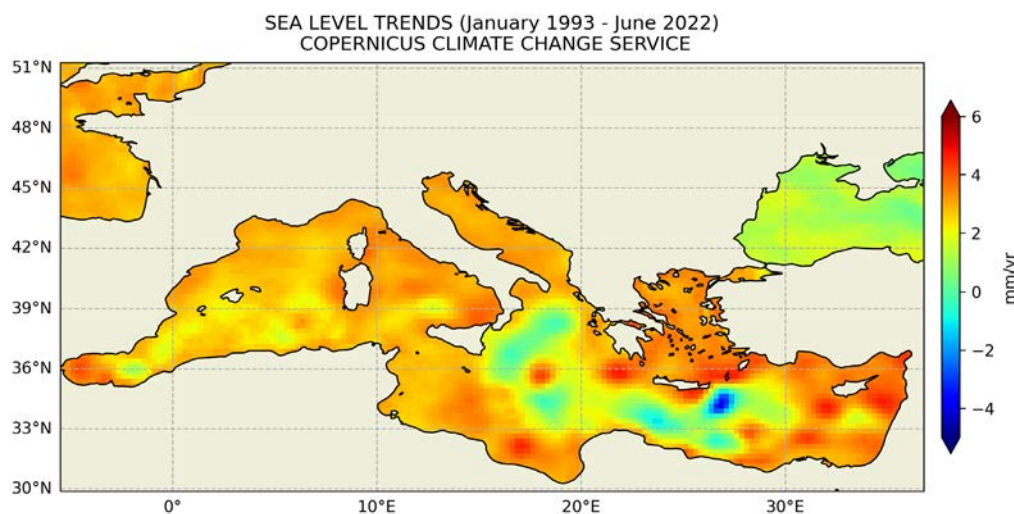 SEA LEVEL TRENDS (January 1993 - June 2022)
COPERNICUS CLIMATE CHANGE SERVICE
51°N
48°N
45°N
42°N
39°N
36°N
33°N
30°N
0°
10°E
20°E
30°E
6
4
2
0
−2
−4
mm/yr